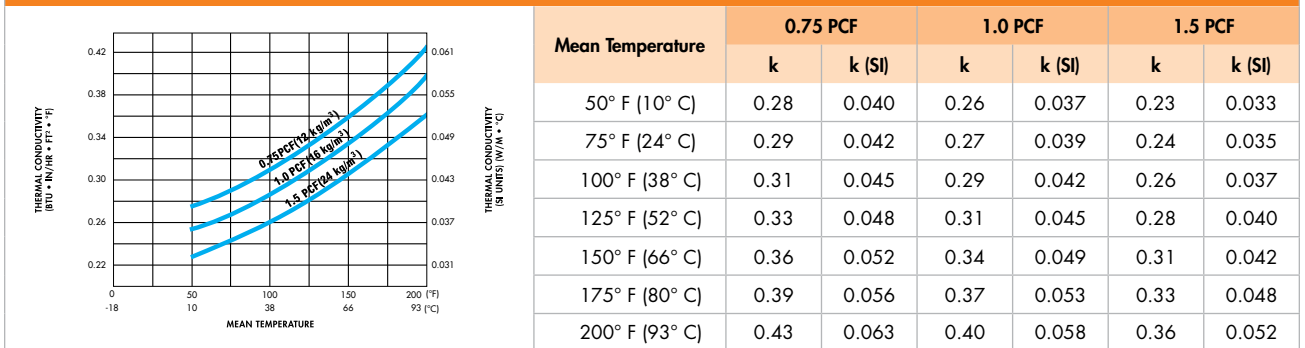 0.42
0.38
0.34
0.30
0.26
0.22
THERMAL CONDUCTIVITY
(BTU • IN/HR • FT² • °F)
0.75PCF(12 kg/m³)
1.0 PCF(16 kg/m³)
1.5 PCF(24 kg/m³)
0.061
0.055
0.049
0.043
0.037
0.031
THERMAL CONDUCTIVITY
(SI UNITS) (W/M • °C)
0 50 100 150 200 (°F)
-18 10 38 66 93 (°C)
MEAN TEMPERATURE
Mean Temperature 0.75 PCF 1.0 PCF 1.5 PCF
k k (SI) k k (SI) k k (SI)
50° F (10° C) 0.28 0.040 0.26 0.037 0.23 0.033
75° F (24° C) 0.29 0.042 0.27 0.039 0.24 0.035
100° F (38° C) 0.31 0.045 0.29 0.042 0.26 0.037
125° F (52° C) 0.33 0.048 0.31 0.045 0.28 0.040
150° F (66° C) 0.36 0.052 0.34 0.049 0.31 0.042
175° F (80° C) 0.39 0.056 0.37 0.053 0.33 0.048
200° F (93° C) 0.43 0.063 0.40 0.058 0.36 0.052